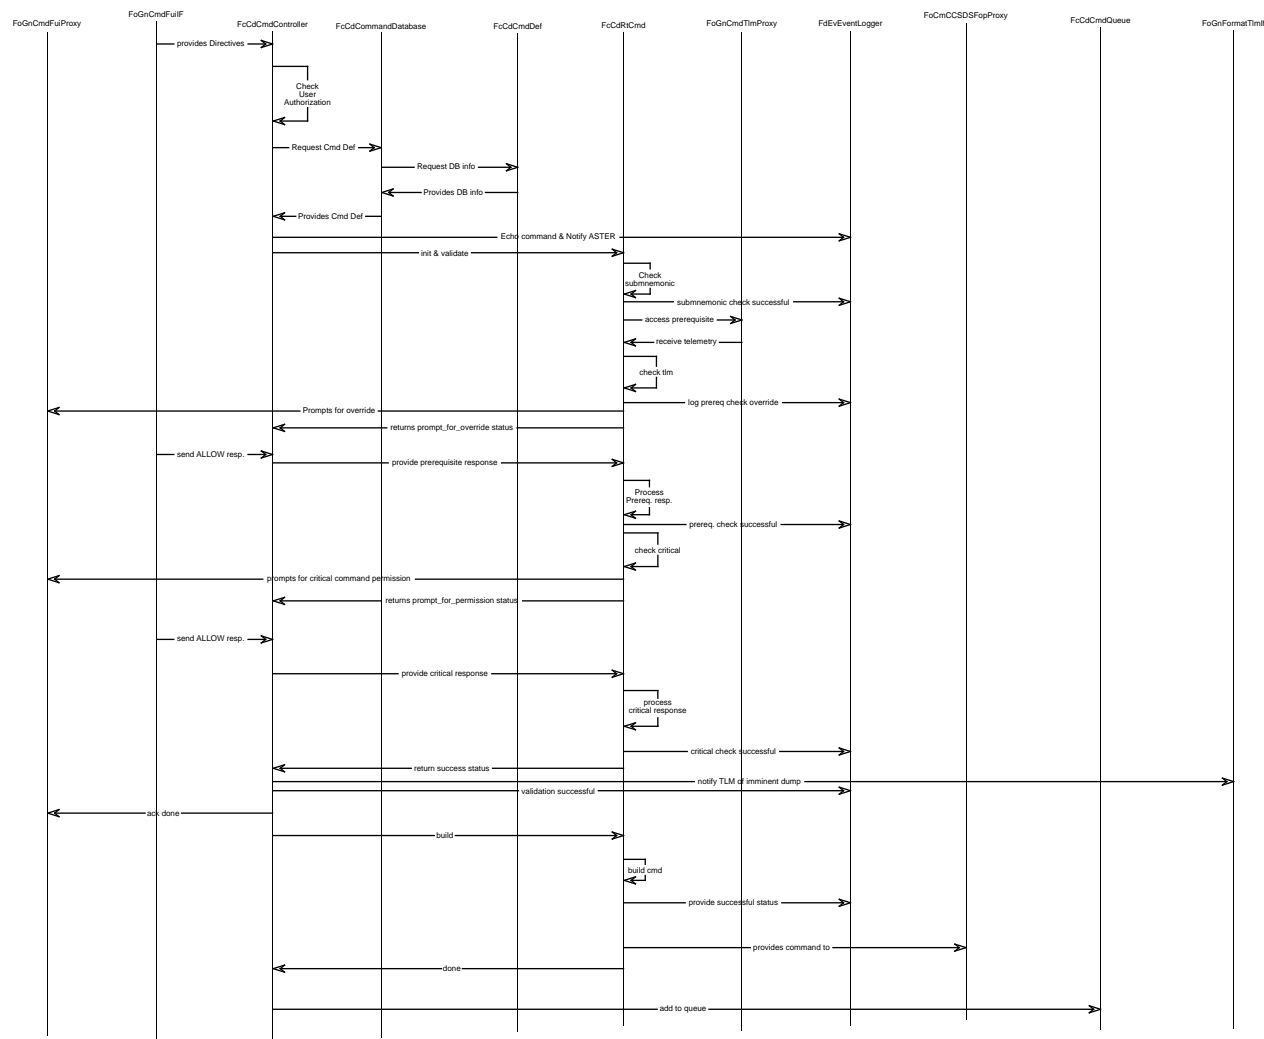 FoGnCmdFuiProxy
FoGnCmdFuiIF
FcCdCmdController
FcCdCommandDatabase
FcCdCmdDef
FcCdRtCmd
FoGnCmdTlmProxy
FdEvEventLogger
FoCmCCSDSFopProxy
FcCdCmdQueue
FoGnFormatTlmI
provides Directives
Check
User
Authorization
Request Cmd Def
Request DB info
Provides DB info
Provides Cmd Def
Echo command & Notify ASTER
init & validate
Check
submnemonic
submnemonic check successful
access prerequisite
receive telemetry
check tlm
log prereq check override
Prompts for override
returns prompt_for_override status
send ALLOW resp.
provide prerequisite response
Process
Prereq. resp.
prereq. check successful
check critical
prompts for critical command permission
returns prompt_for_permission status
send ALLOW resp.
provide critical response
process
critical response
critical check successful
return success status
notify TLM of imminent dump
validation successful
ack done
build
build cmd
provide successful status
provides command to
done
add to queue